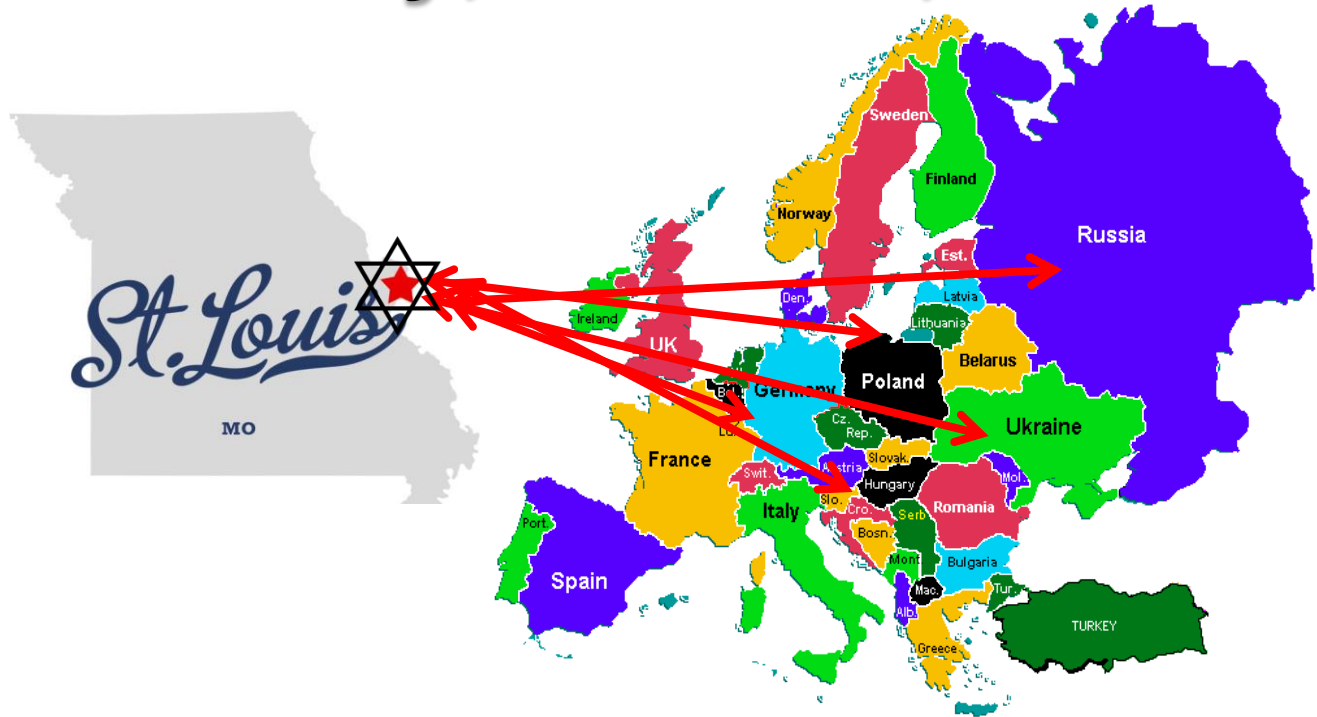 St. Louis
MO
Sweden
Finland
Norway
Russia
Est.
Latvia
Lithuania
Den.
Ireland
UK
Belarus
Poland
Germany
Cz.
Rep.
Ukraine
Slovak.
France
Swit.
Austria
Hungary
Mol.
Slo.
Cro.
Serb
Romania
Italy
Port.
Bosn.
Mont
Bulgaria
Spain
Mac.
Tur.
Alb.
TURKEY
Greece